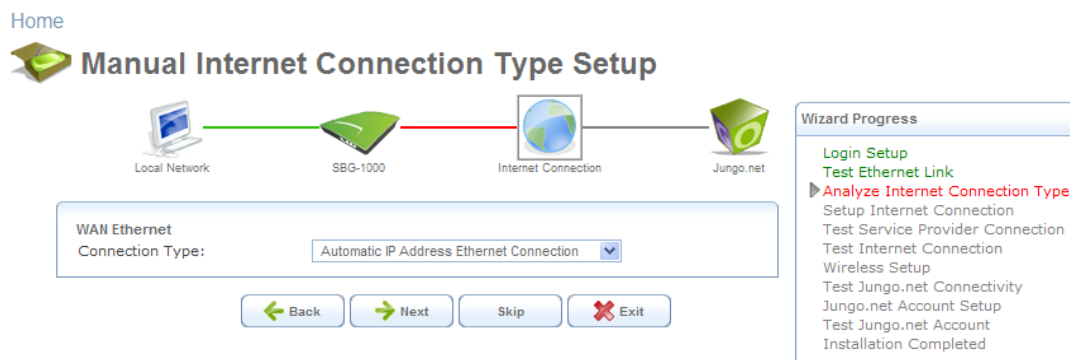 Home
Manual Internet Connection Type Setup
Local Network
SBG-1000
Internet Connection
Jungo.net
WAN Ethernet
Connection Type: Automatic IP Address Ethernet Connection
Back Next Skip Exit
Wizard Progress
Login Setup
Test Ethernet Link
Analyze Internet Connection Type
Setup Internet Connection
Test Service Provider Connection
Test Internet Connection
Wireless Setup
Test Jungo.net Connectivity
Jungo.net Account Setup
Test Jungo.net Account
Installation Completed